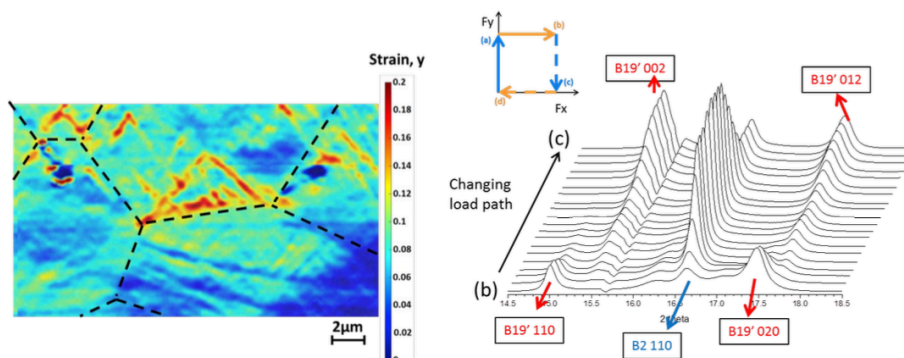 Strain, y
0.2
0.18
0.16
0.14
0.12
0.1
0.08
0.06
0.04
0.02
0
2μm
Fy
(a)
(b)
(c)
(d)
Fx
B19' 002
B19' 012
(c)
Changing
load path
(b)
14.5
15.0
15.5
16.0
16.5
17.0
17.5
18.0
18.5
B19' 110
B2 110
B19' 020